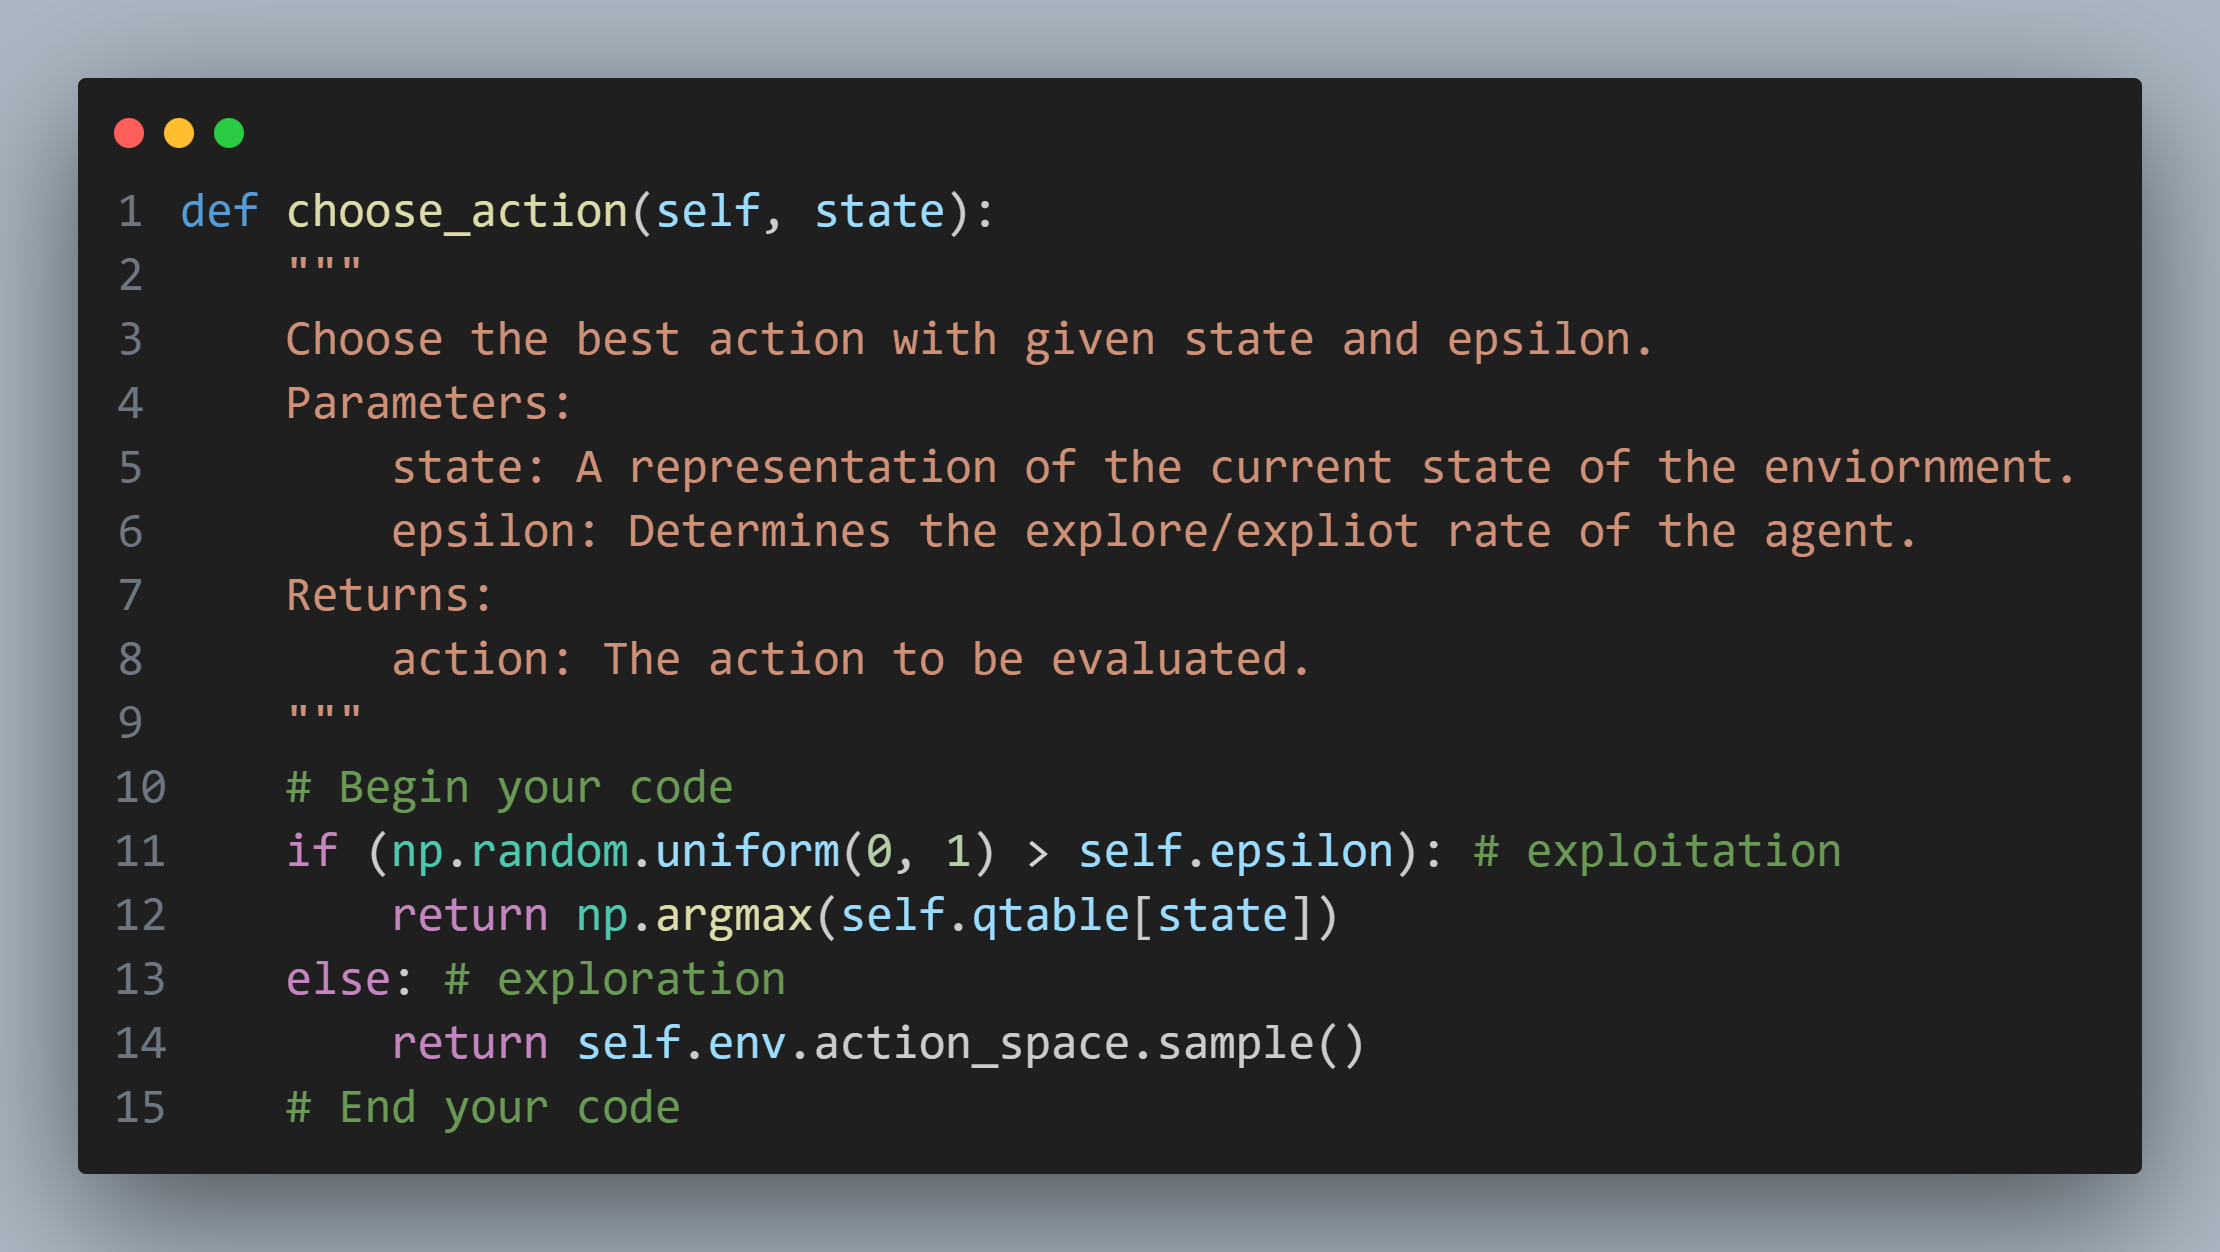 1 def choose_action(self, state):
2     """
3     Choose the best action with given state and epsilon.
4     Parameters:
5         state: A representation of the current state of the enviornment.
6         epsilon: Determines the explore/expliot rate of the agent.
7     Returns:
8         action: The action to be evaluated.
9     """
10     # Begin your code
11     if (np.random.uniform(0, 1) > self.epsilon): # exploitation
12         return np.argmax(self.qtable[state])
13     else: # exploration
14         return self.env.action_space.sample()
15     # End your code